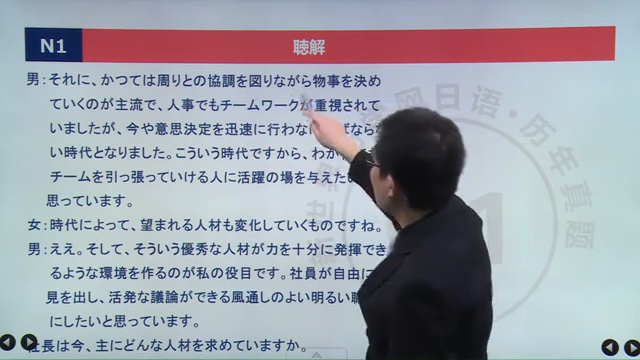 N1
聴解
男：それに、かつては周りとの協調を図りながら物事を決め
ていくのが主流で、人事でもチームワークが重視されて
いましたが、今や意思決定を迅速に行わな ばなら
い時代となりました。こういう時代ですから、わが
チームを引っ張っていける人に活躍の場を与えた
思っています。
女：時代によって、望まれる人材も変化していくものですね。
男：ええ。そして、そういう優秀な人材が力を十分に発揮でき
るような環境を作るのが私の役目です。社員が自由に
見を出し、活発な議論ができる風通しのよい明るい
にしたいと思っています。
社長は今、主にどんな人材を求めていますか。
日语·历年真题